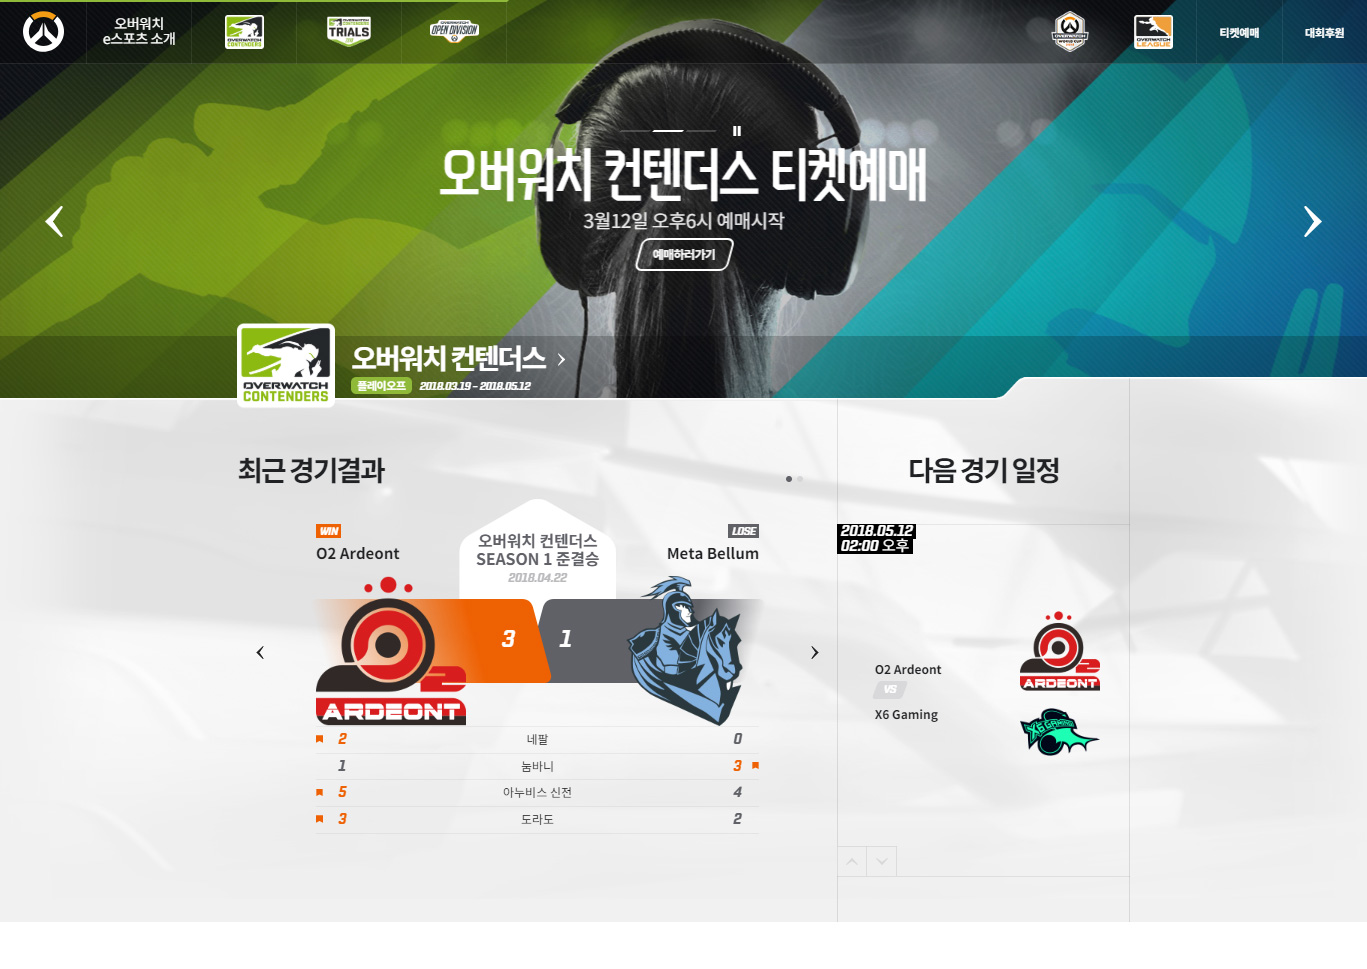 오버워치
e스포츠 소개
OVERWATCH
CONTENDERS
OVERWATCH
CONTENDERS
TRIALS
OVERWATCH
OPEN DIVISION
OVERWATCH
WORLD CUP
OVERWATCH
LEAGUE
티켓예매
대회후원
오버워치 컨텐더스 티켓예매
3월12일 오후6시 예매시작
예매하러가기
OVERWATCH
CONTENDERS
오버워치 컨텐더스
플레이오프 2018.03.19 - 2018.05.12
최근 경기결과
다음 경기 일정
WIN
O2 Ardeont
오버워치 컨텐더스
SEASON 1 준결승
2018.04.22
LOSE
Meta Bellum
3 1
O2
ARDEONT
2 네팔 0
1 눔바니 3
5 아누비스 신전 4
3 도라도 2
2018.05.12
02:00 오후
O2 Ardeont
VS
X6 Gaming
O2
ARDEONT
X6 GAMING